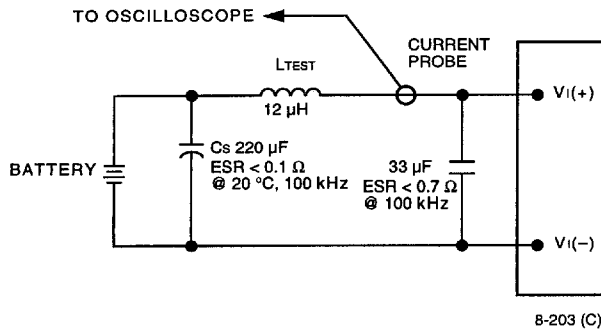 TO OSCILLOSCOPE
CURRENT
PROBE
LTEST
12 μH
VI(+)
Cs 220 μF
ESR < 0.1 Ω
@ 20 °C, 100 kHz
33 μF
ESR < 0.7 Ω
@ 100 kHz
BATTERY
VI(–)
8-203 (C)